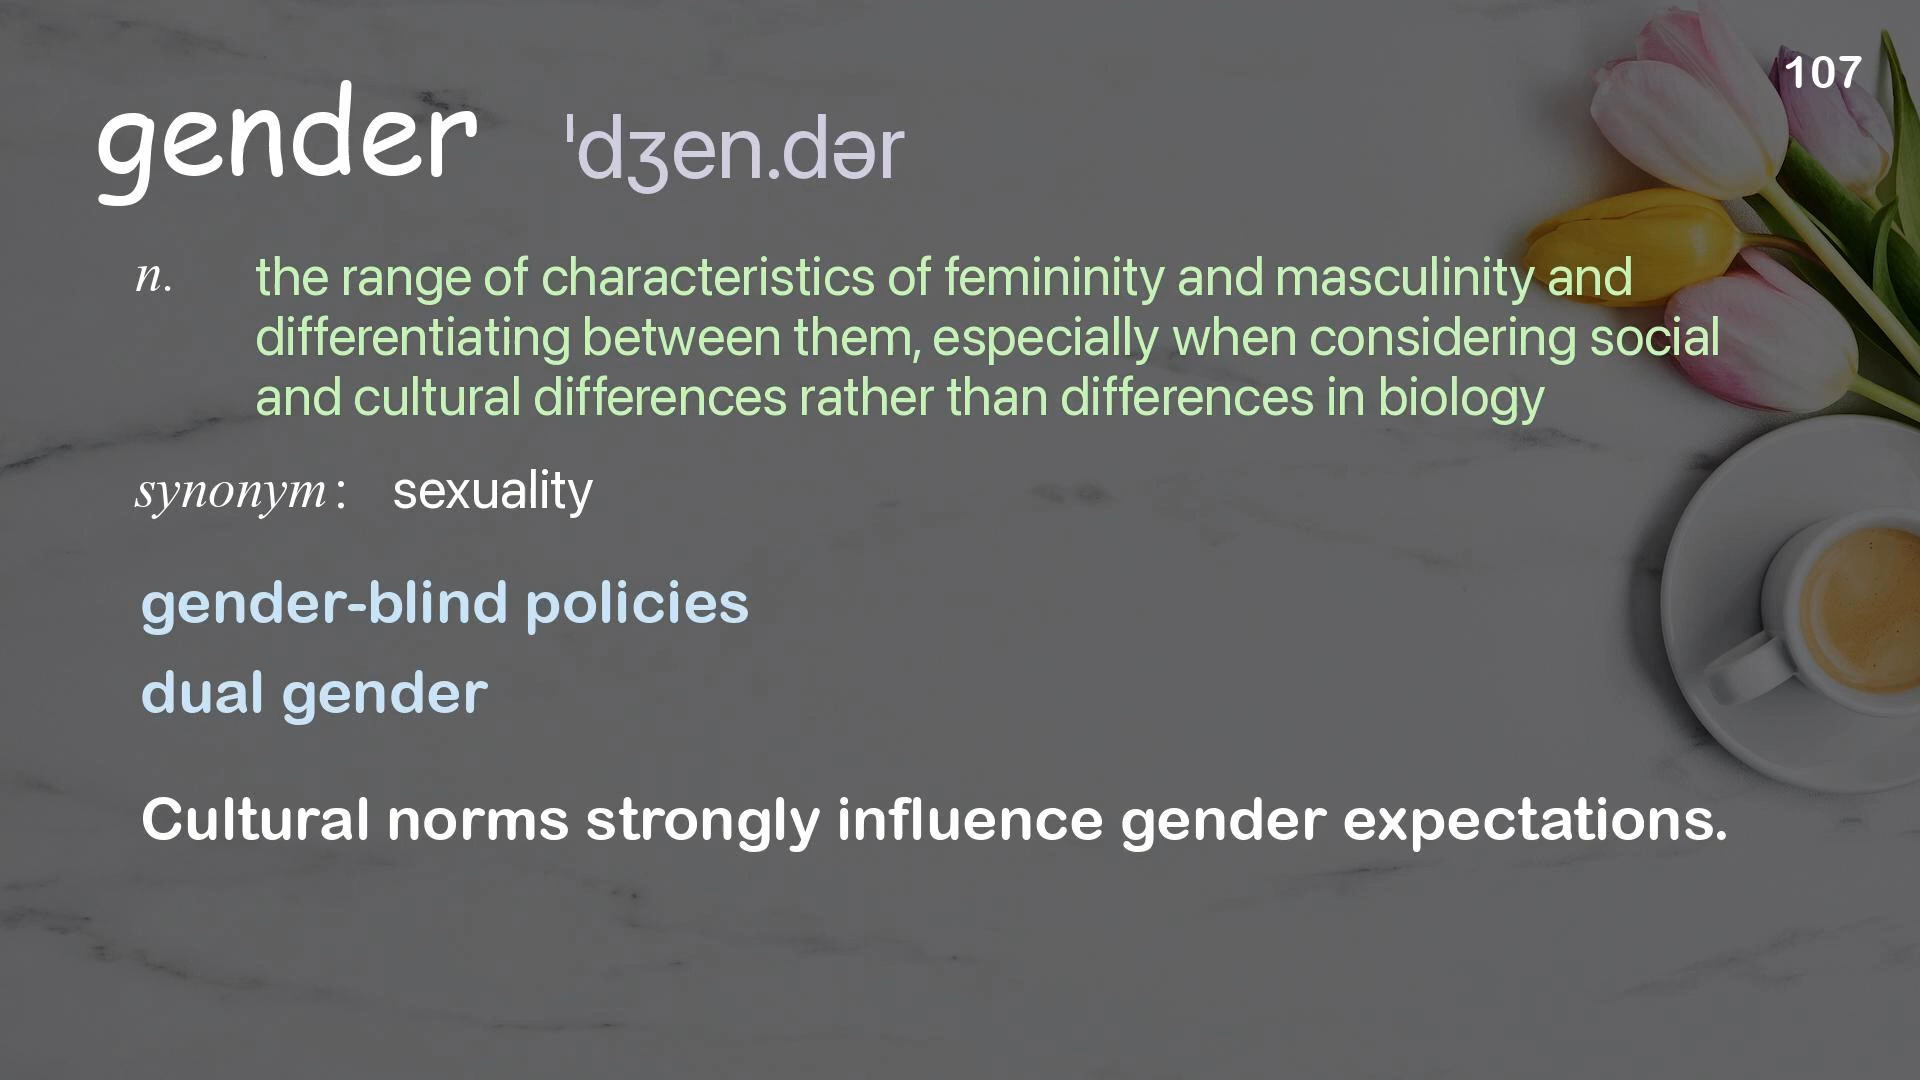 107
gender ˈdʒen.dər
n. the range of characteristics of femininity and masculinity and
differentiating between them, especially when considering social
and cultural differences rather than differences in biology
synonym: sexuality
gender-blind policies
dual gender
Cultural norms strongly influence gender expectations.